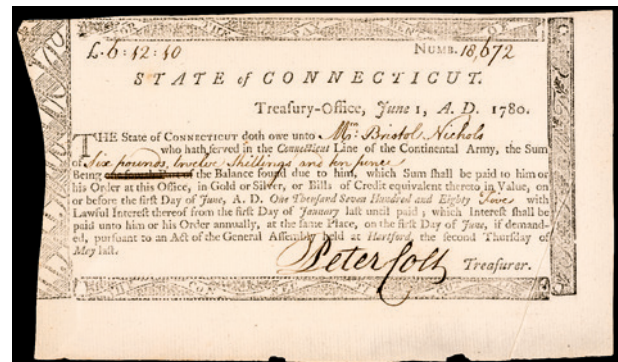 £. 6 : 12 : 10 NUMB. 18,672
STATE of CONNECTICUT.
Treasury-Office, June 1, A. D. 1780.
THE State of CONNECTICUT doth owe unto Mr. Bristol Nichols
who hath ſerved in the Connecticut Line of the Continental Army, the Sum
of Six pounds, twelve Shillings and ten pence
Being one fourth Part of the Balance found due to him, which Sum ſhall be paid to him or
his Order at this Office, in Gold or Silver, or Bills of Credit equivalent thereto in Value, on
or before the firſt Day of June, A. D. One Thouſand Seven Hundred and Eighty Five with
Lawful Intereſt thereof from the firſt Day of January laſt until paid ; which Intereſt ſhall be
paid unto him or his Order annually, at the ſame Place, on the firſt Day of June, if demand-
ed, purſuant to an Act of the General Aſſembly held at Hartford, the ſecond Thurſday of
May laſt.
Peter Colt Treaſurer.